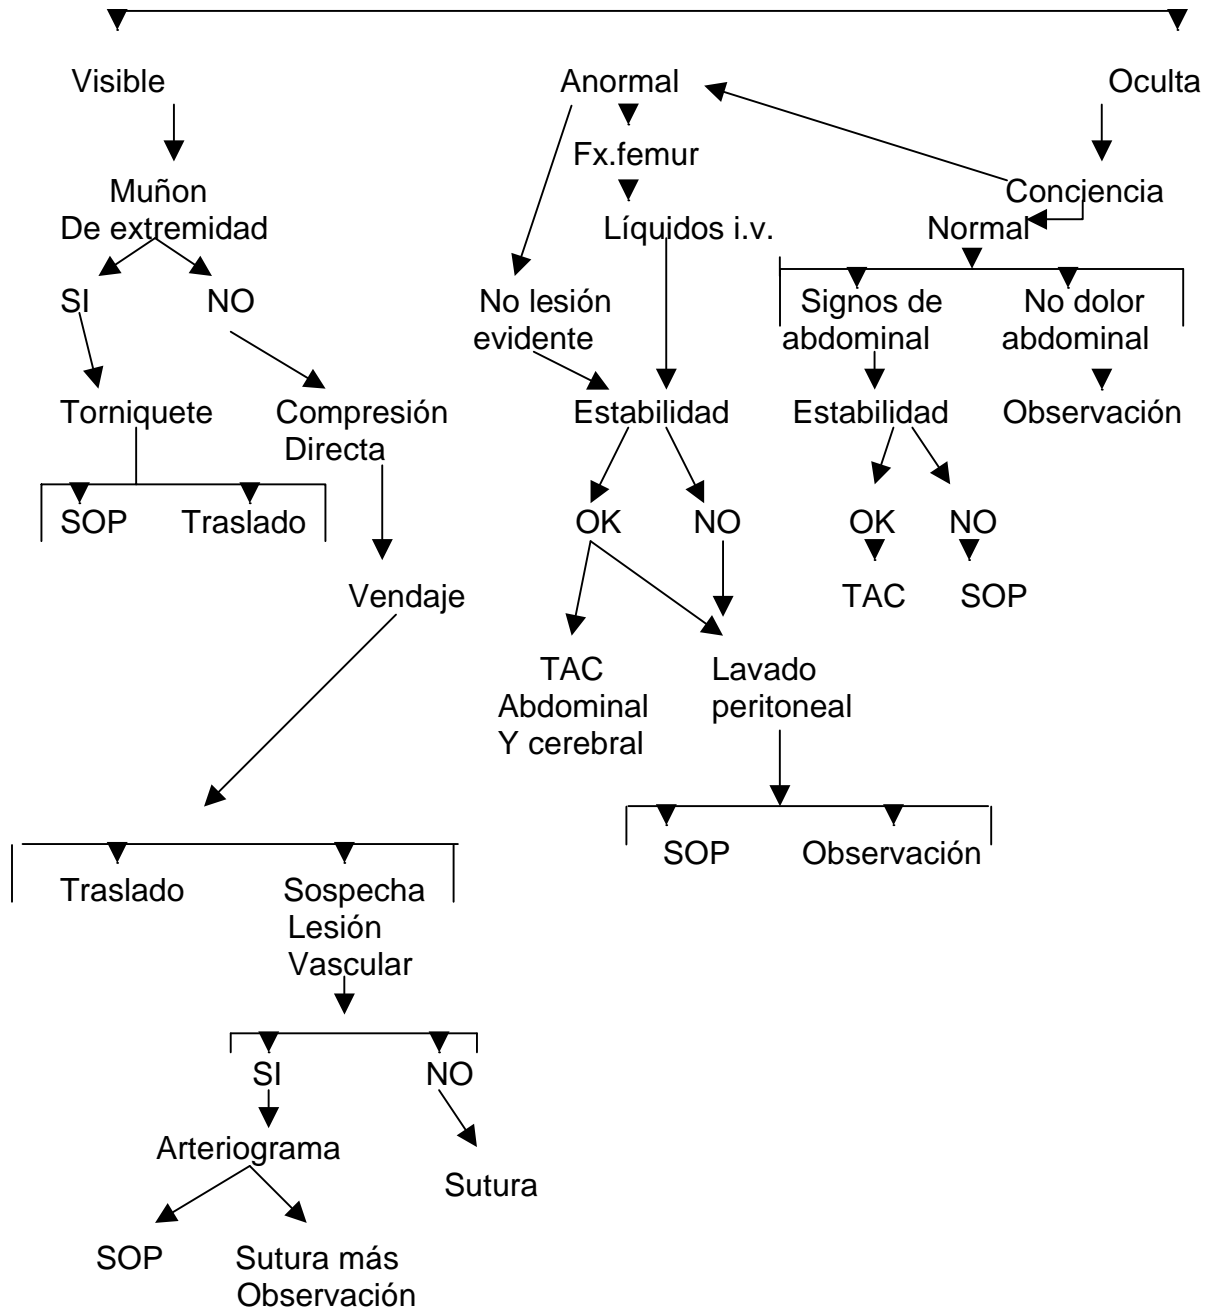 Visible
Anormal
Oculta
Fx.femur
Conciencia
Muñon
De extremidad
Líquidos i.v.
Normal
SI
NO
No lesión
evidente
Signos de
abdominal
No dolor
abdominal
Torniquete
Compresión
Directa
Estabilidad
Estabilidad
Observación
SOP
Traslado
OK
NO
OK
NO
Vendaje
TAC
SOP
TAC
Abdominal
Y cerebral
Lavado
peritoneal
SOP
Observación
Traslado
Sospecha
Lesión
Vascular
SI
NO
Arteriograma
Sutura
SOP
Sutura más
Observación